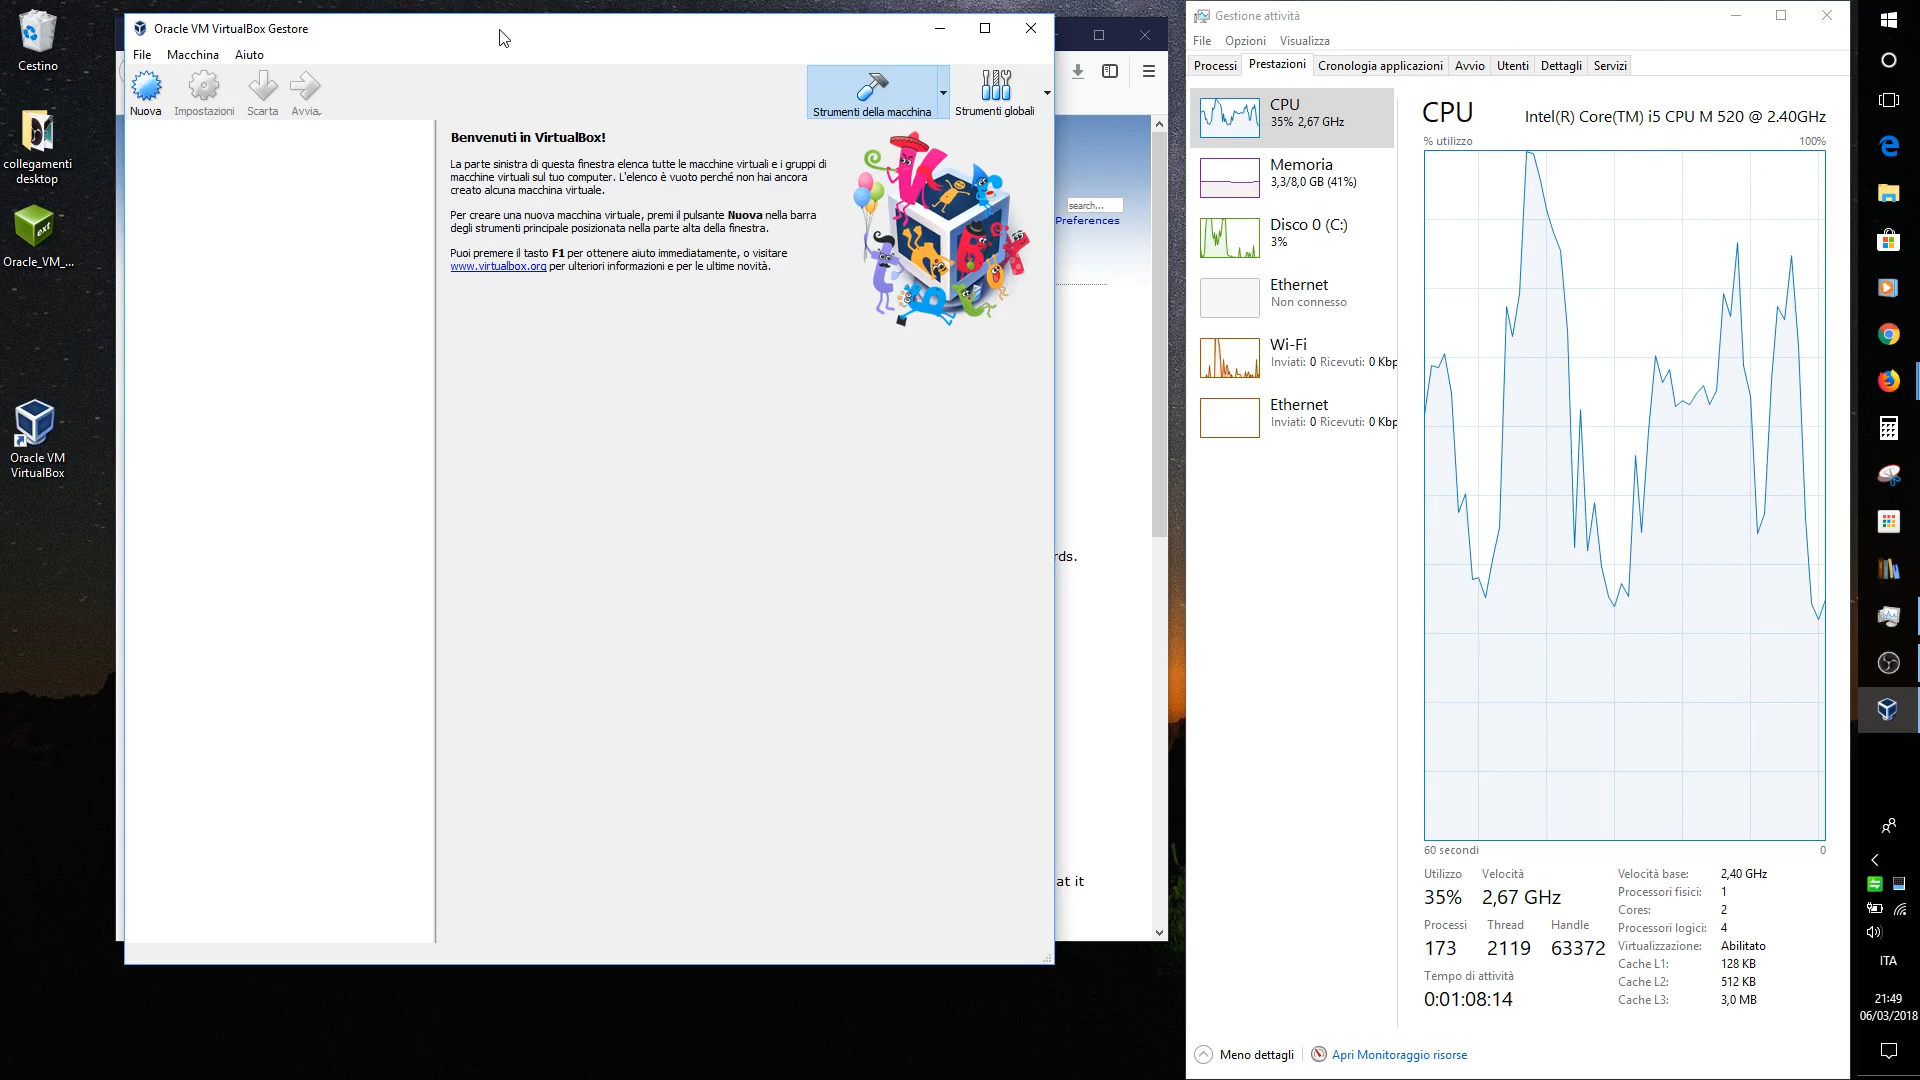 Cestino
collegamenti
desktop
Oracle_VM_...
Oracle VM
VirtualBox
Oracle VM VirtualBox Gestore
File Macchina Aiuto
Nuova Impostazioni Scarta Avvia
Strumenti della macchina Strumenti globali
Benvenuti in VirtualBox!
La parte sinistra di questa finestra elenca tutte le macchine virtuali e i gruppi di
macchine virtuali sul tuo computer. L'elenco è vuoto perché non hai ancora
creato alcuna macchina virtuale.
Per creare una nuova macchina virtuale, premi il pulsante Nuova nella barra
degli strumenti principale posizionata nella parte alta della finestra.
Puoi premere il tasto F1 per ottenere aiuto immediatamente, o visitare
www.virtualbox.org per ulteriori informazioni e per le ultime novità.
search...
Preferences
rds.
at it
Gestione attività
File Opzioni Visualizza
Processi Prestazioni Cronologia applicazioni Avvio Utenti Dettagli Servizi
CPU
35% 2,67 GHz
Memoria
3,3/8,0 GB (41%)
Disco 0 (C:)
3%
Ethernet
Non connesso
Wi-Fi
Inviati: 0 Ricevuti: 0 Kbp
Ethernet
Inviati: 0 Ricevuti: 0 Kbp
CPU Intel(R) Core(TM) i5 CPU M 520 @ 2.40GHz
% utilizzo 100%
60 secondi 0
Utilizzo Velocità
35% 2,67 GHz
Processi Thread Handle
173 2119 63372
Tempo di attività
0:01:08:14
Velocità base: 2,40 GHz
Processori fisici: 1
Cores: 2
Processori logici: 4
Virtualizzazione: Abilitato
Cache L1: 128 KB
Cache L2: 512 KB
Cache L3: 3,0 MB
Meno dettagli Apri Monitoraggio risorse
ITA
21:49
06/03/2018